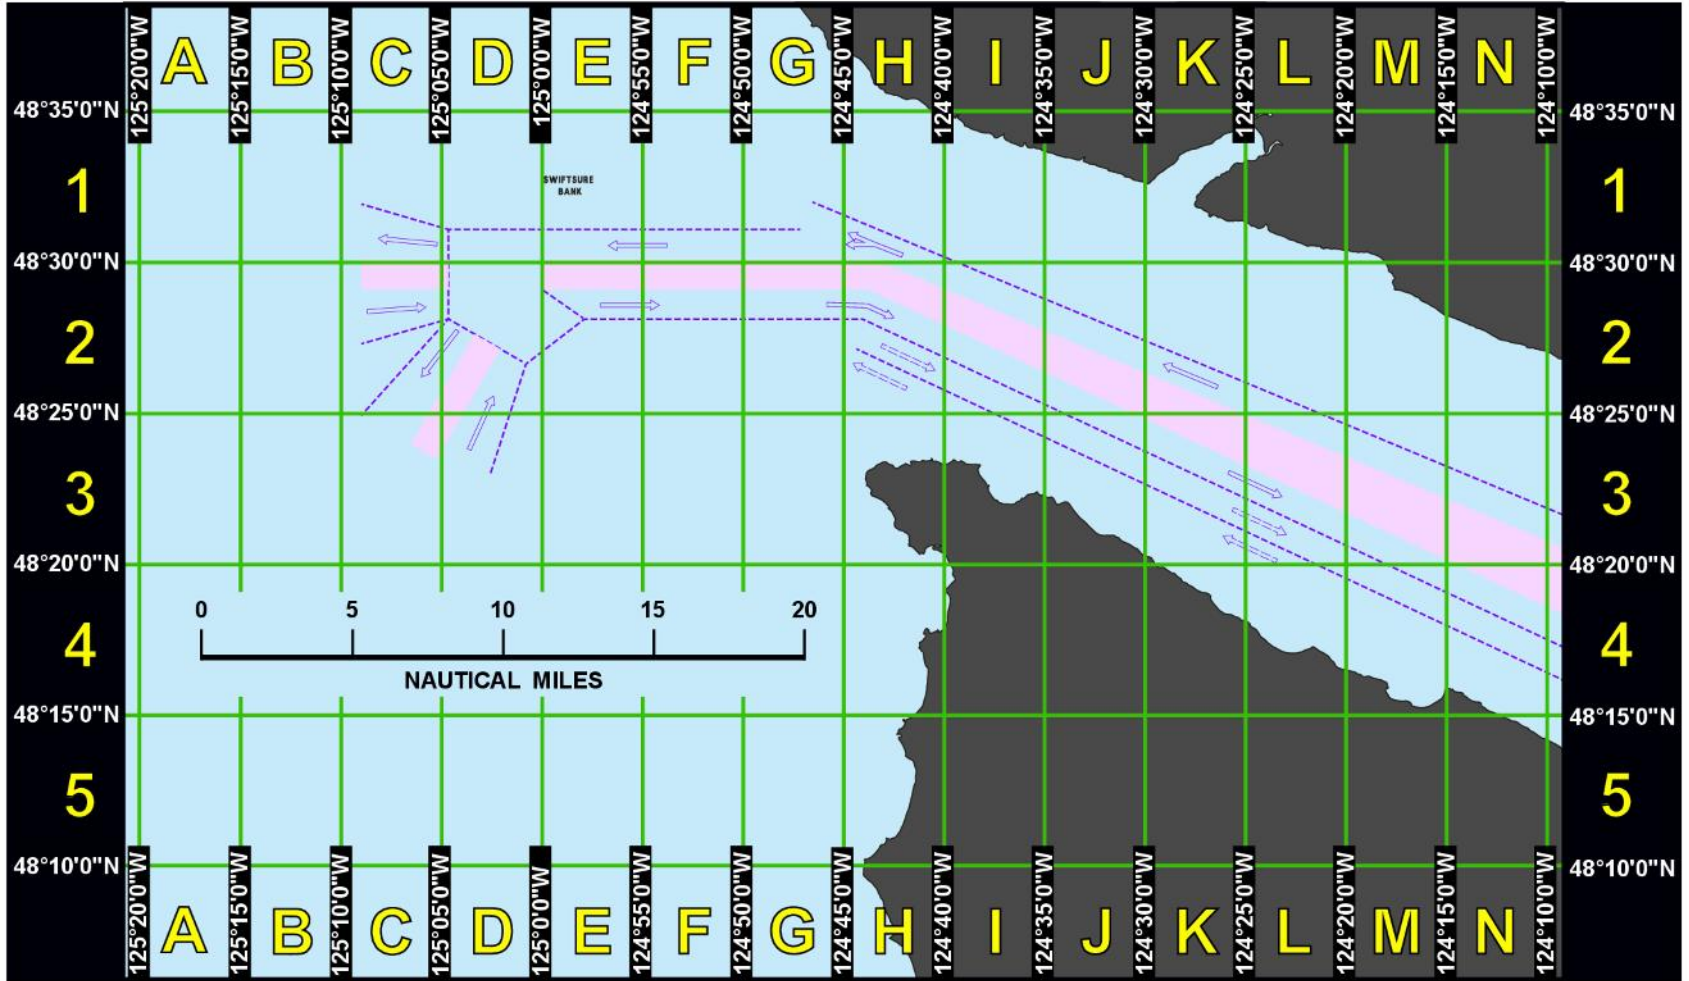 125°20'0"W A 125°15'0"W B 125°10'0"W C 125°05'0"W D 125°0'0"W E 124°55'0"W F 124°50'0"W G 124°45'0"W H 124°40'0"W I 124°35'0"W J 124°30'0"W K 124°25'0"W L 124°20'0"W M 124°15'0"W N 124°10'0"W
48°35'0"N 48°35'0"N
1 SWIFTSURE 1
BANK
48°30'0"N 48°30'0"N
2 2
48°25'0"N 48°25'0"N
3 3
48°20'0"N 48°20'0"N
0 5 10 15 20
4 4
NAUTICAL MILES
48°15'0"N 48°15'0"N
5 5
48°10'0"N 48°10'0"N
125°20'0"W A 125°15'0"W B 125°10'0"W C 125°05'0"W D 125°0'0"W E 124°55'0"W F 124°50'0"W G 124°45'0"W H 124°40'0"W I 124°35'0"W J 124°30'0"W K 124°25'0"W L 124°20'0"W M 124°15'0"W N 124°10'0"W